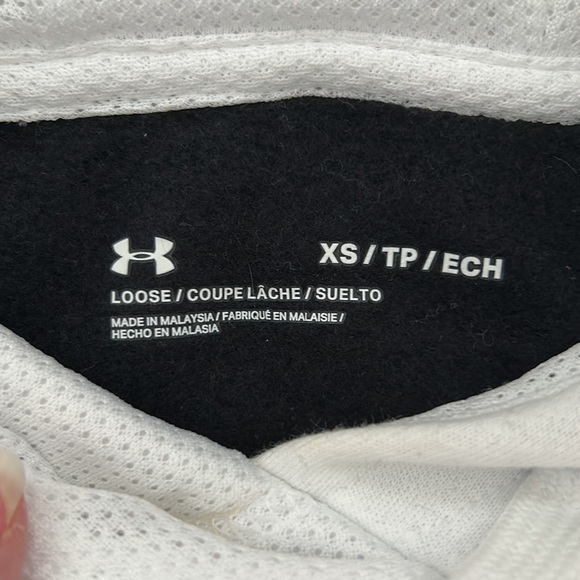 XS / TP / ECH
LOOSE / COUPE LÂCHE / SUELTO
MADE IN MALAYSIA / FABRIQUÉ EN MALAISIE /
HECHO EN MALASIA